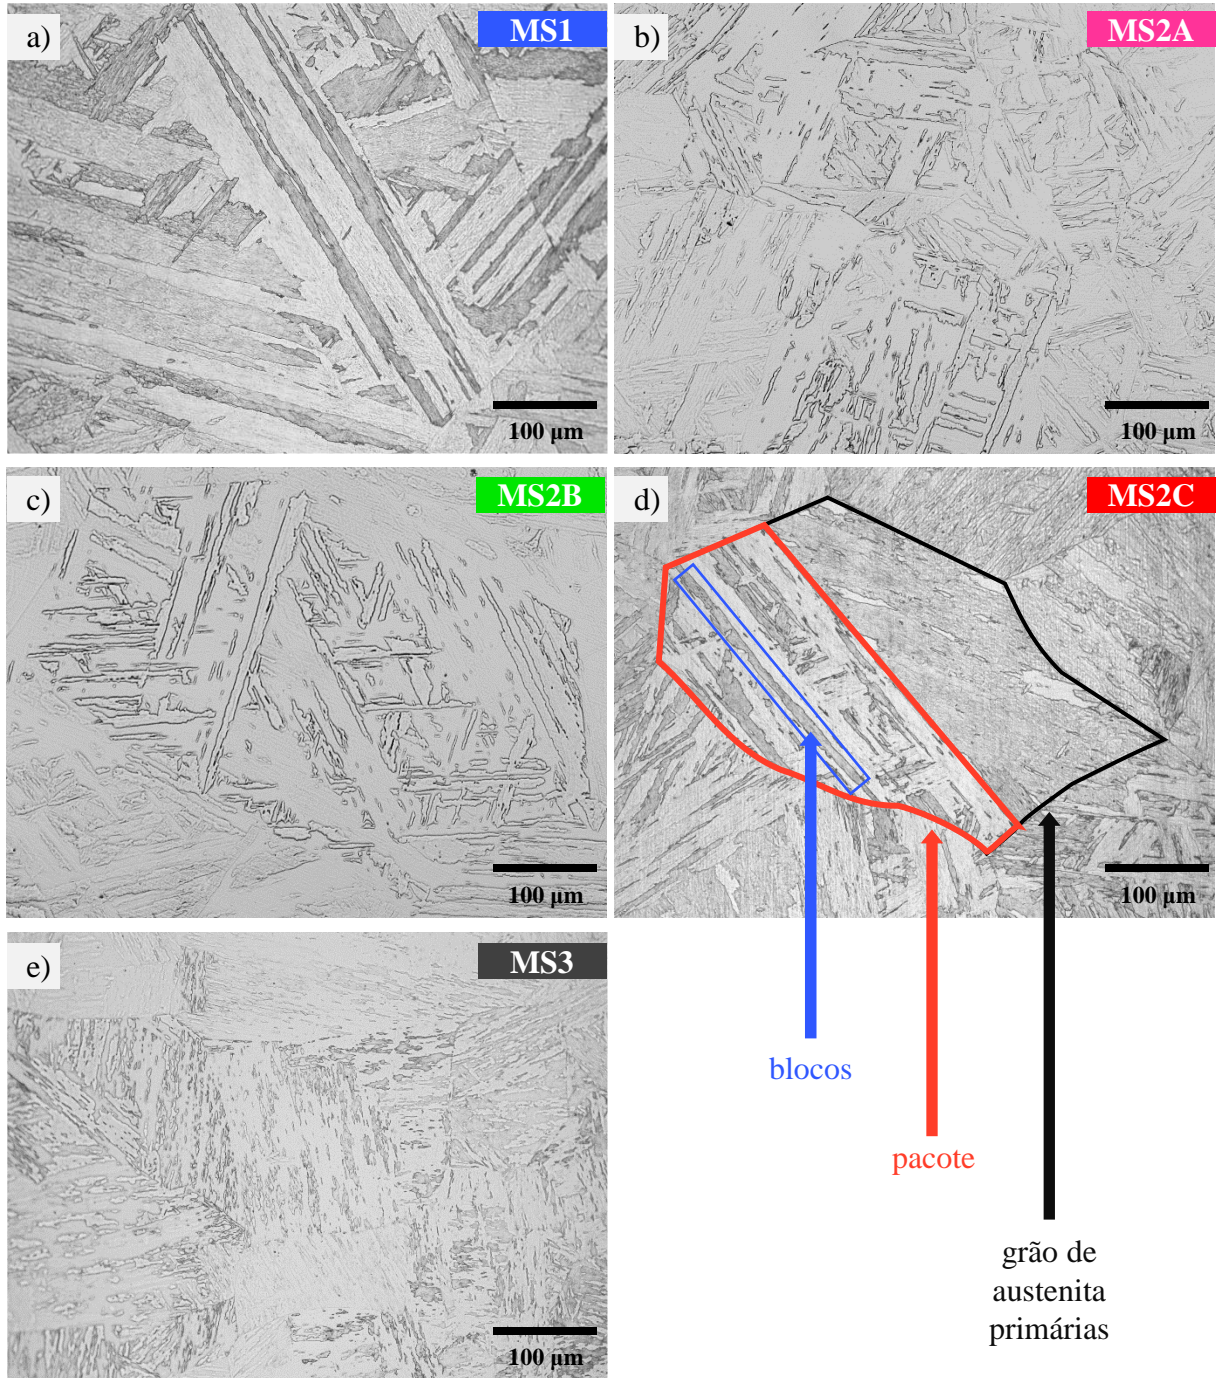 a)
MS1
100 µm
b)
MS2A
100 µm
c)
MS2B
100 µm
d)
MS2C
100 µm
e)
MS3
100 µm
blocos
pacote
grão de
austenita
primárias